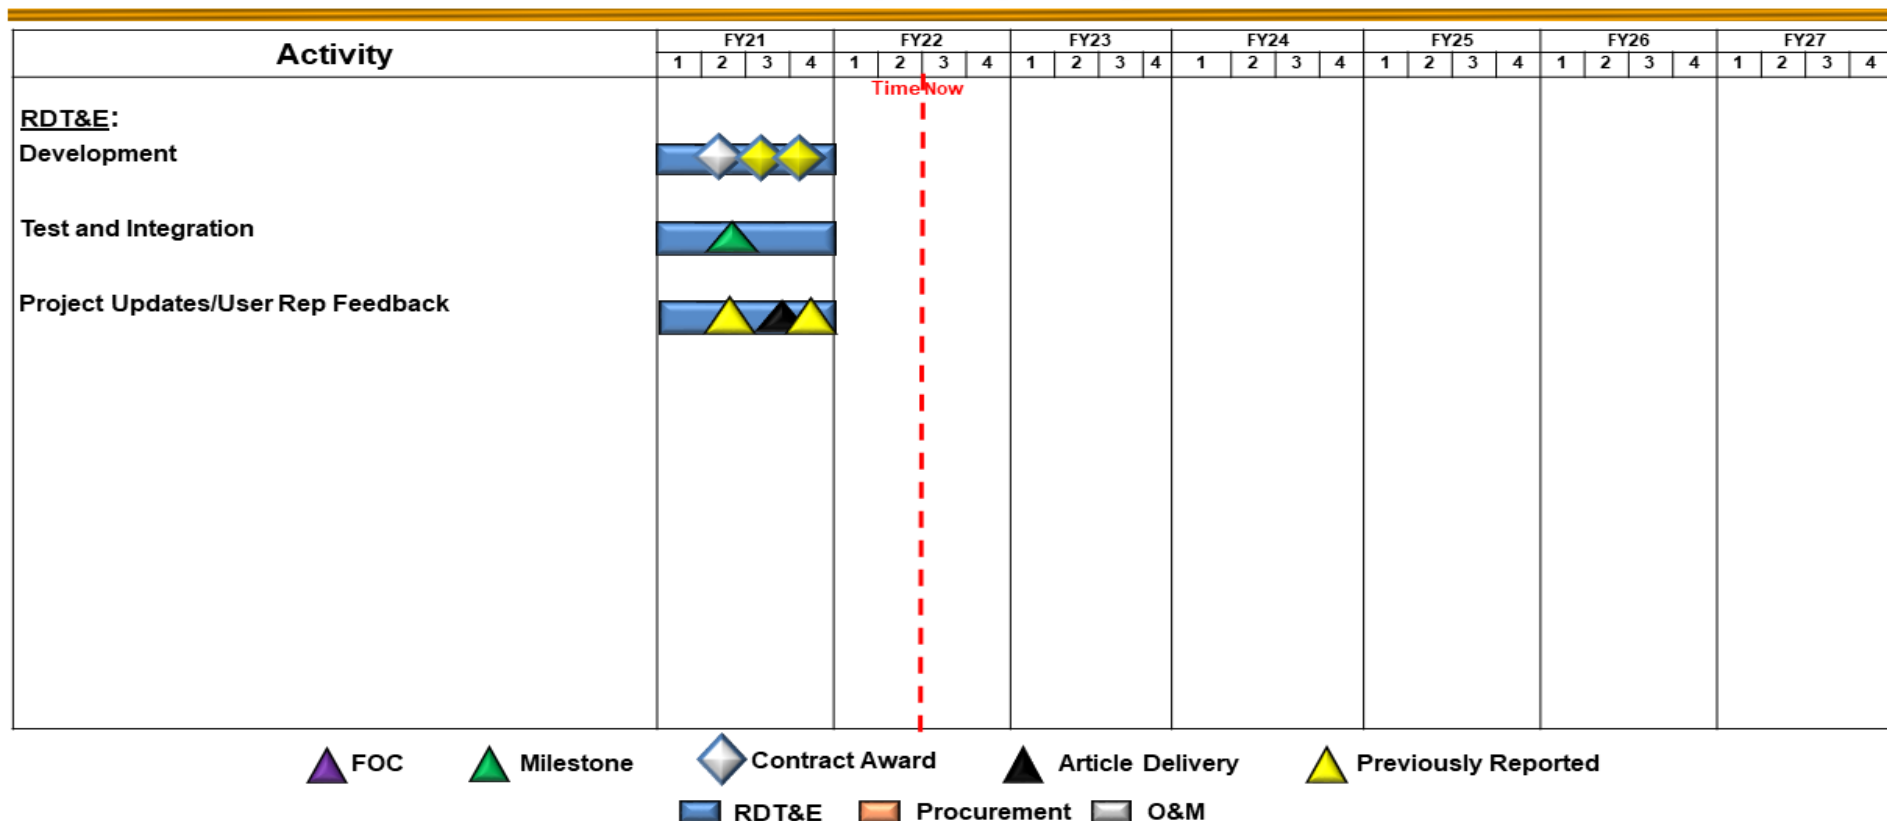 Activity
FY21 FY22 FY23 FY24 FY25 FY26 FY27
1 2 3 4 1 2 3 4 1 2 3 4 1 2 3 4 1 2 3 4 1 2 3 4 1 2 3 4
Time Now
RDT&E:
Development
Test and Integration
Project Updates/User Rep Feedback
FOC Milestone Contract Award Article Delivery Previously Reported
RDT&E Procurement O&M